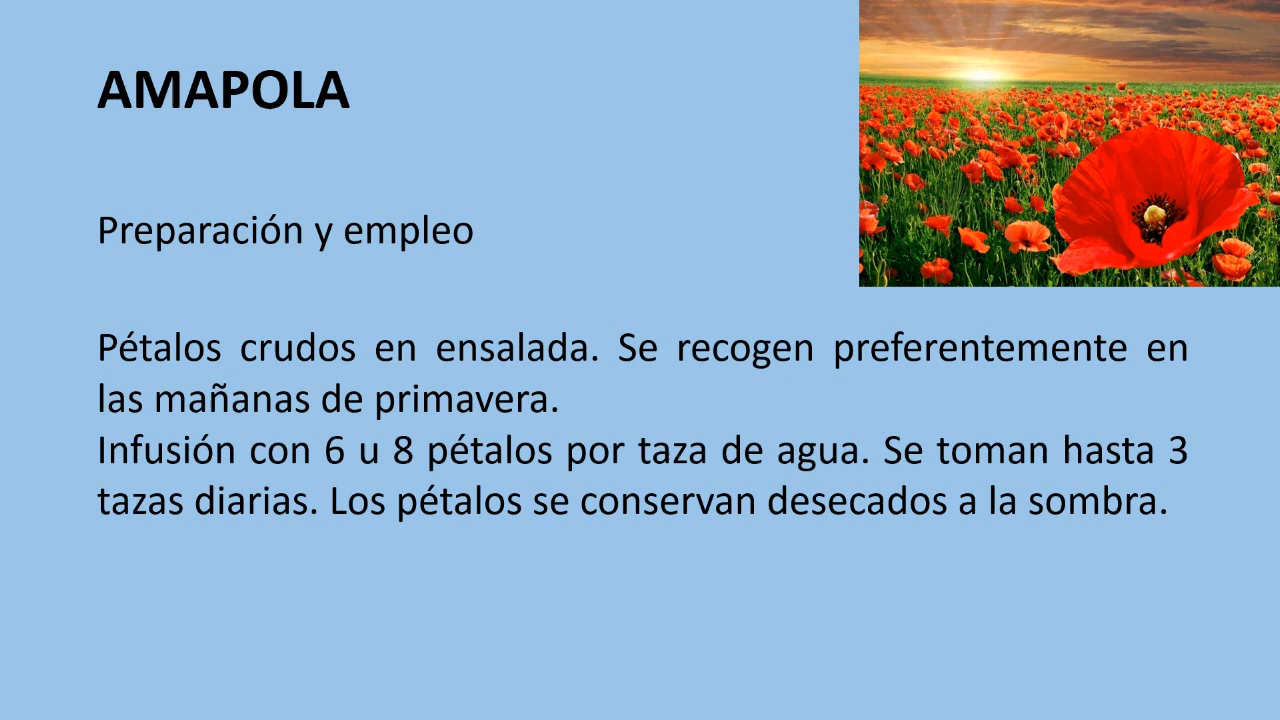 AMAPOLA
Preparación y empleo
Pétalos crudos en ensalada. Se recogen preferentemente en
las mañanas de primavera.
Infusión con 6 u 8 pétalos por taza de agua. Se toman hasta 3
tazas diarias. Los pétalos se conservan desecados a la sombra.